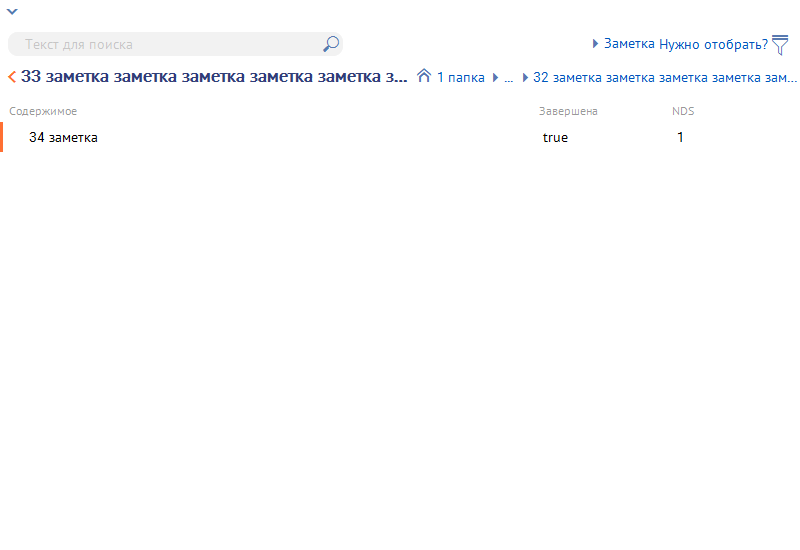 Текст для поиска Заметка Нужно отобрать?
33 заметка заметка заметка заметка заметка з... 1 папка ... 32 заметка заметка заметка заметка зам...
Содержимое Завершена NDS
34 заметка true 1